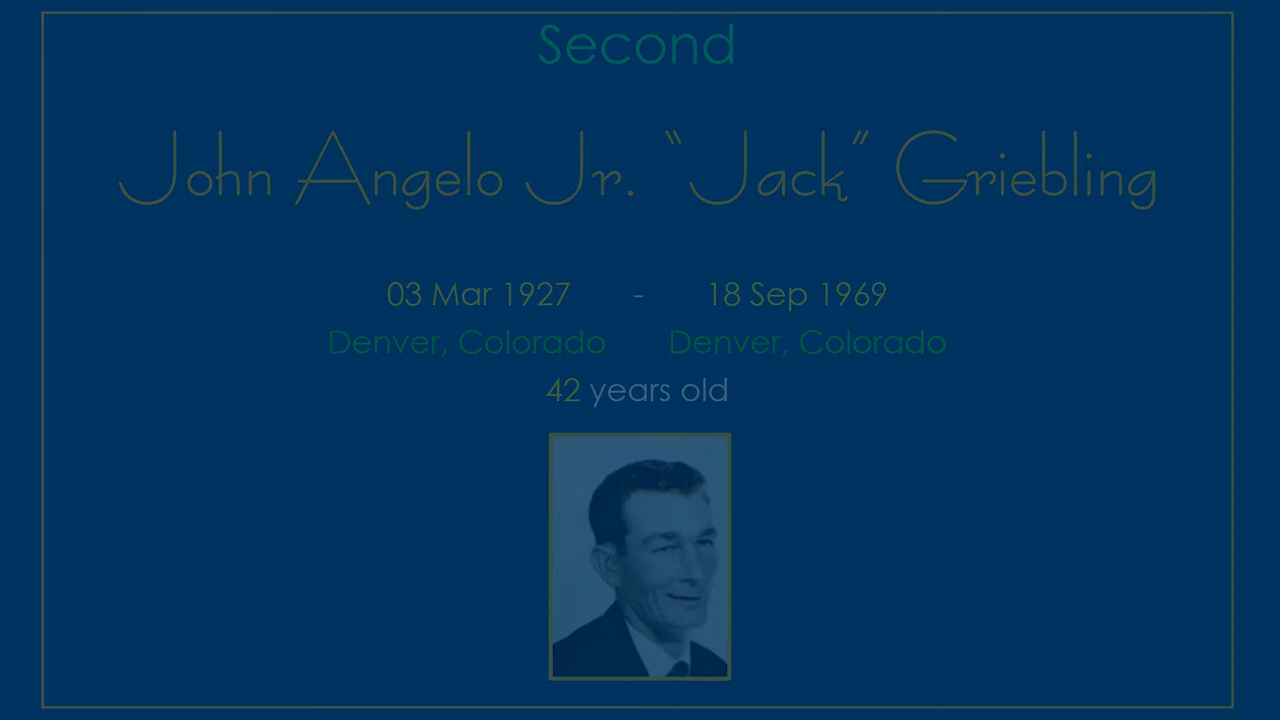 Second
John Angelo Jr. “Jack” Griebling
03 Mar 1927 - 18 Sep 1969
Denver, Colorado Denver, Colorado
42 years old